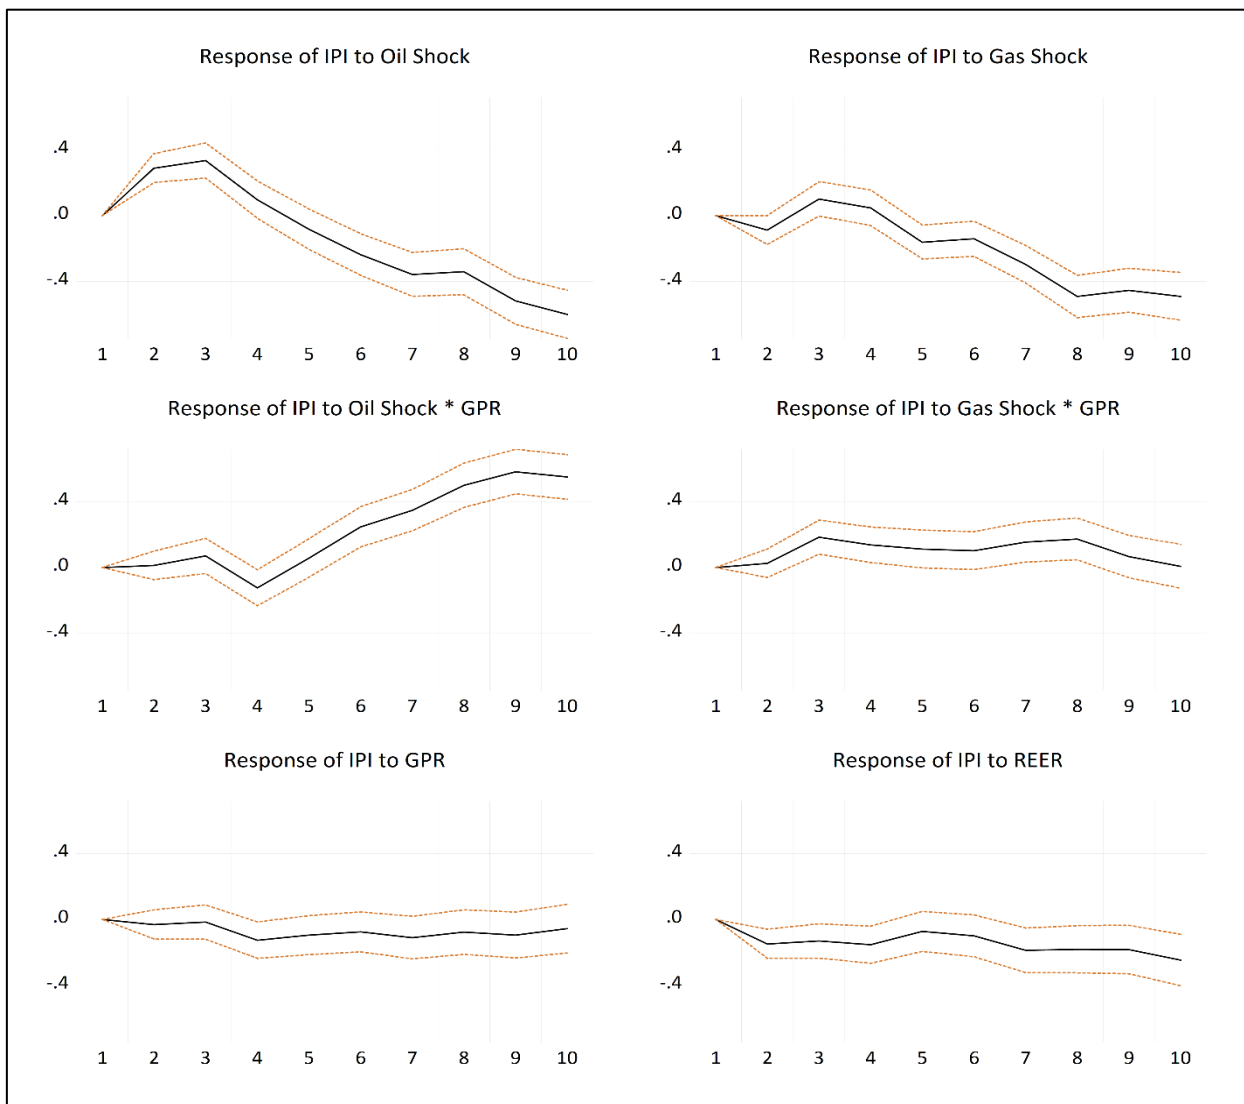 Response of IPI to Oil Shock
.4
.0
-.4
1 2 3 4 5 6 7 8 9 10
Response of IPI to Gas Shock
.4
.0
-.4
1 2 3 4 5 6 7 8 9 10
Response of IPI to Oil Shock * GPR
.4
.0
-.4
1 2 3 4 5 6 7 8 9 10
Response of IPI to Gas Shock * GPR
.4
.0
-.4
1 2 3 4 5 6 7 8 9 10
Response of IPI to GPR
.4
.0
-.4
1 2 3 4 5 6 7 8 9 10
Response of IPI to REER
.4
.0
-.4
1 2 3 4 5 6 7 8 9 10